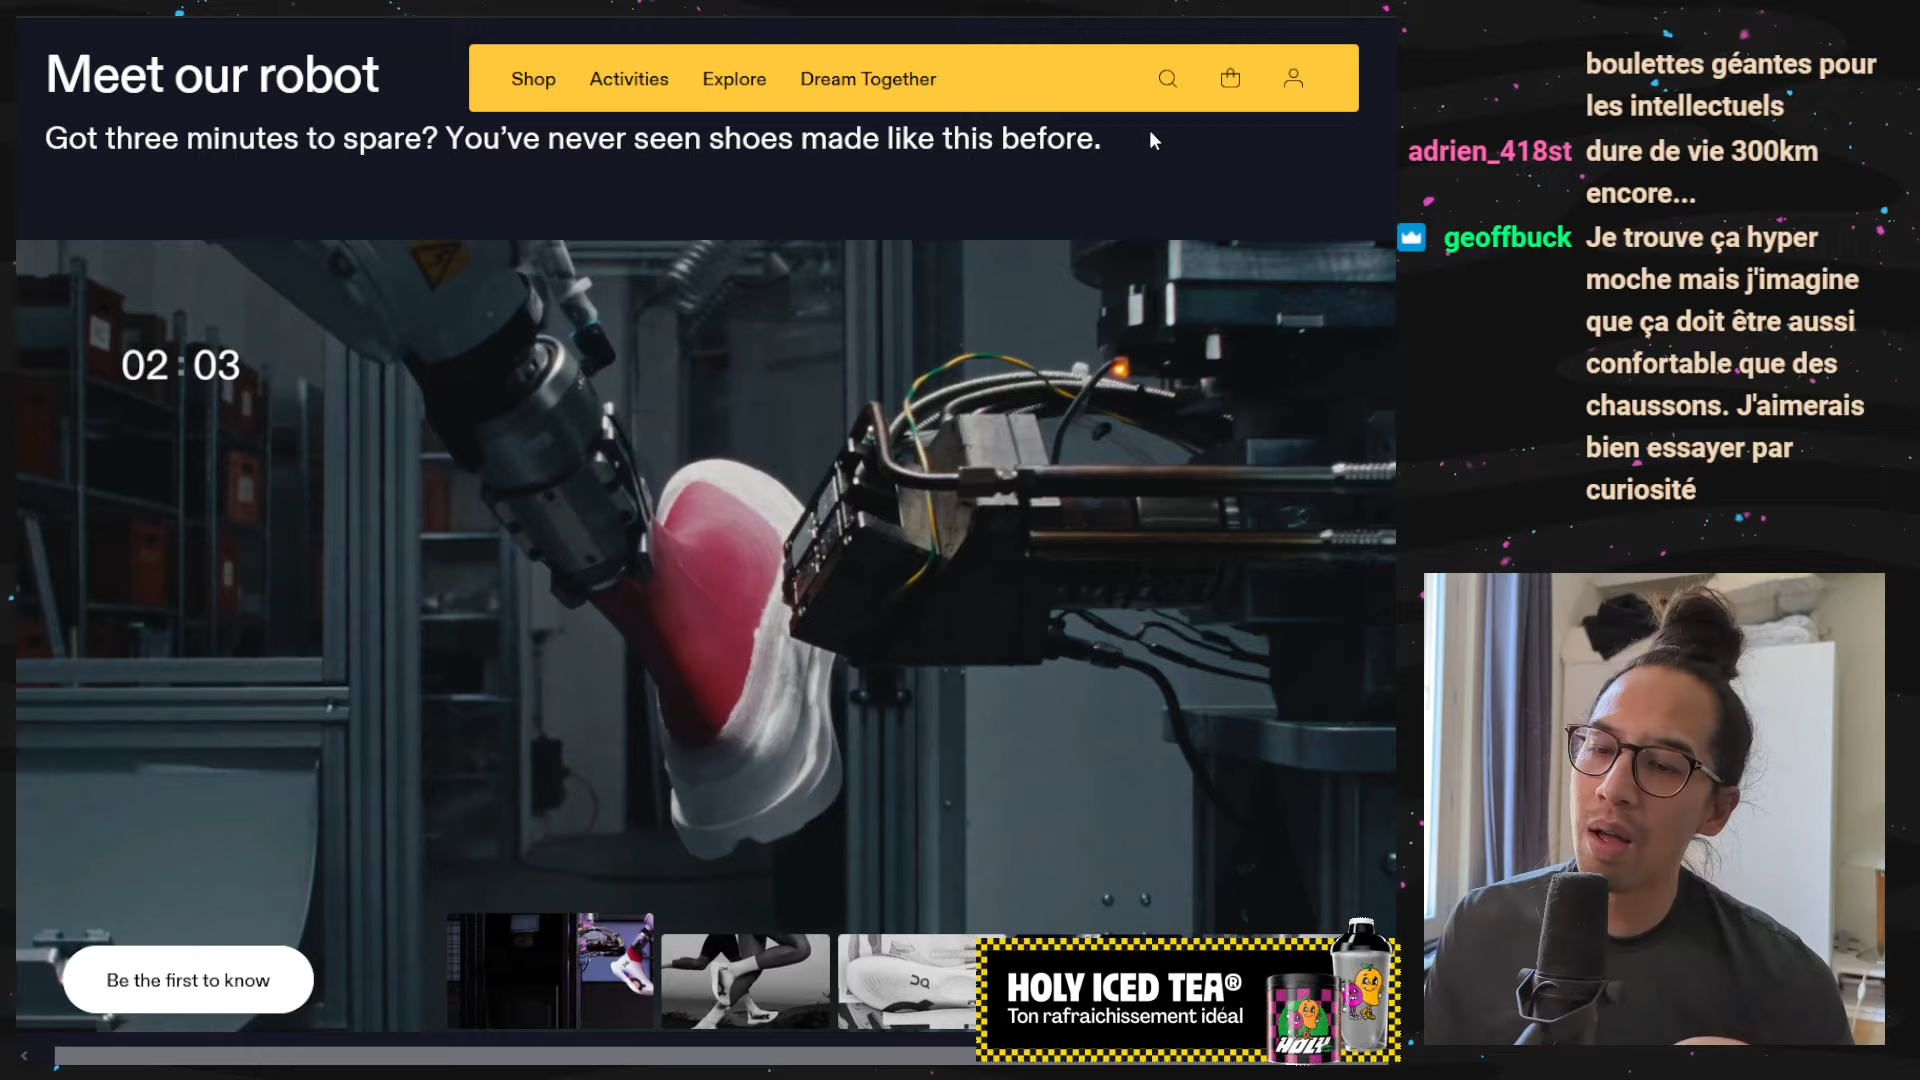 Meet our robot
Shop Activities Explore Dream Together
Got three minutes to spare? You’ve never seen shoes made like this before.
02:03
Be the first to know
HOLY ICED TEA®
Ton rafraichissement idéal
HOLY
boulettes géantes pour
les intellectuels
adrien_418st dure de vie 300km
encore...
geoffbuck Je trouve ça hyper
moche mais j'imagine
que ça doit être aussi
confortable que des
chaussons. J'aimerais
bien essayer par
curiosité